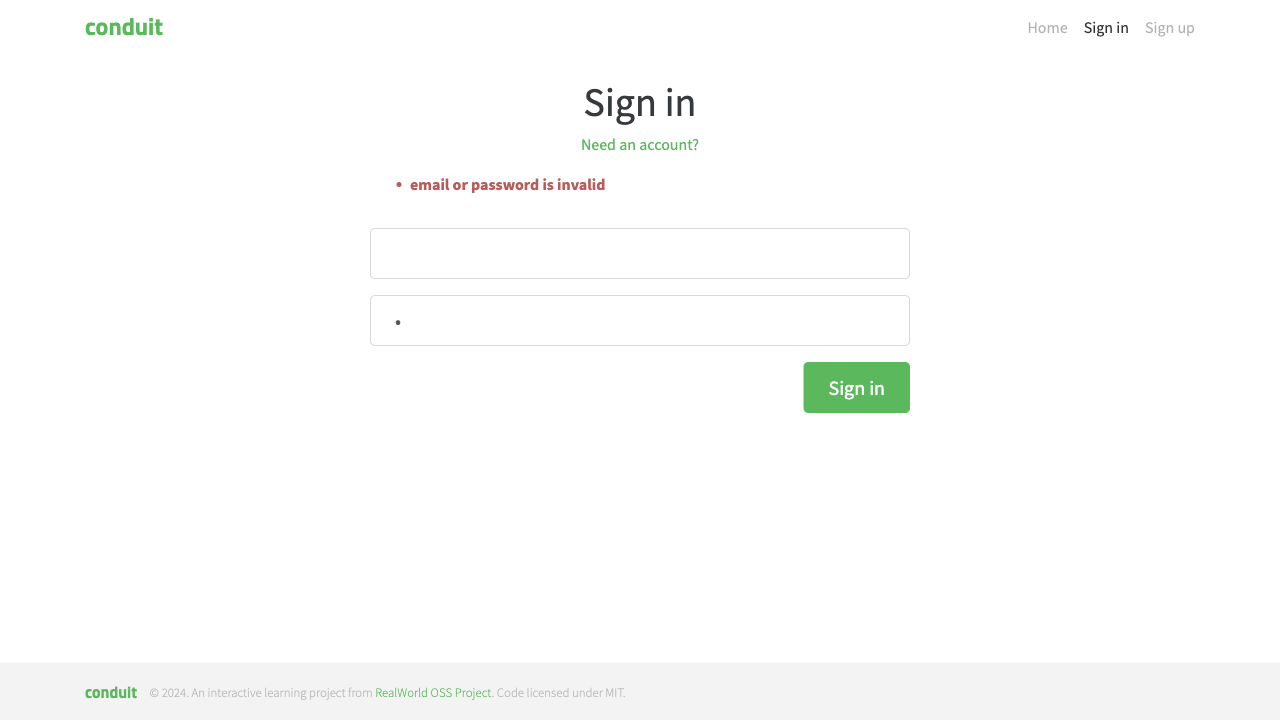 conduit
Home Sign in Sign up
Sign in
Need an account?
• email or password is invalid
•
Sign in
conduit © 2024. An interactive learning project from RealWorld OSS Project. Code licensed under MIT.